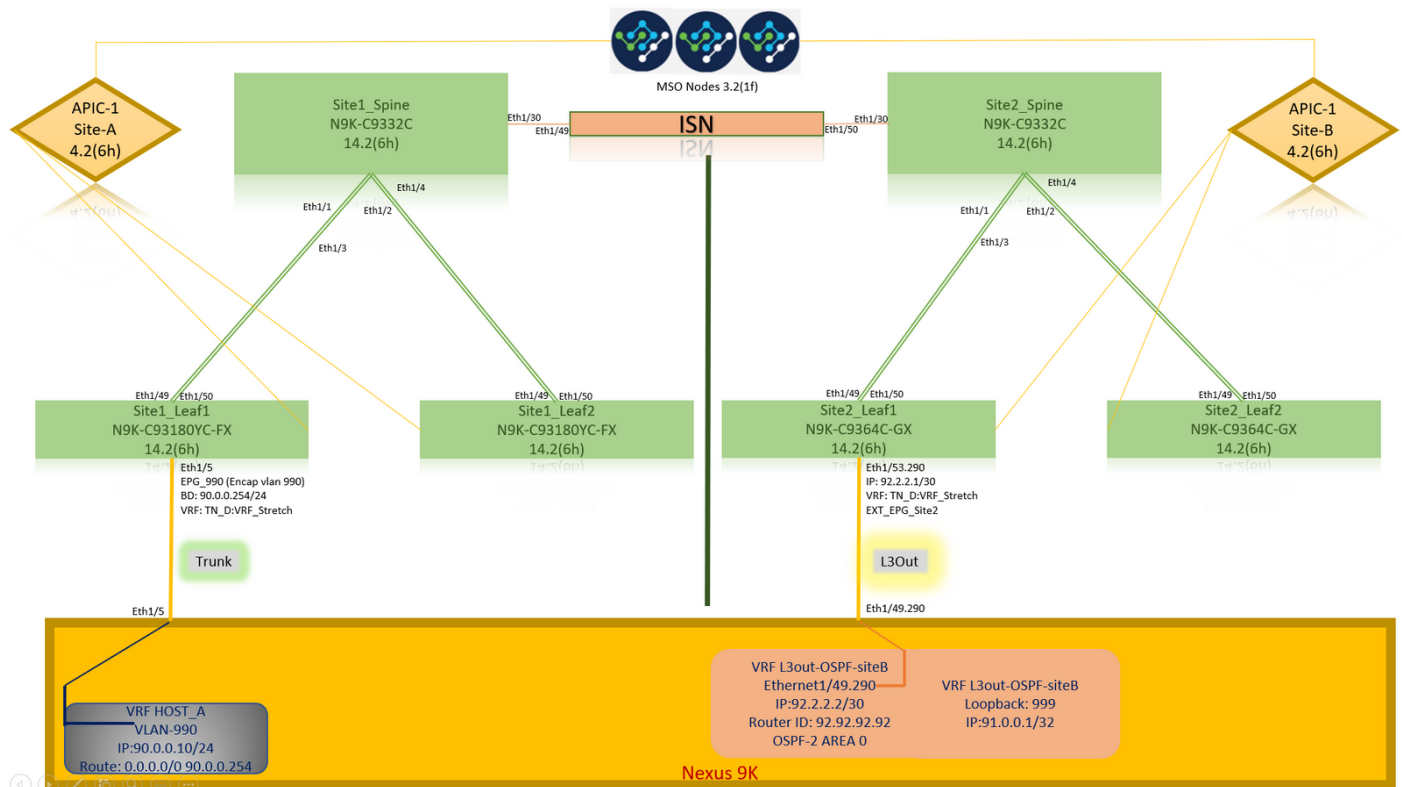 MSO Nodes 3.2(1f)
APIC-1
Site-A
4.2(6h)
Site1_Spine
N9K-C9332C
14.2(6h)
Eth1/30
Eth1/49
ISN
Eth1/30
Eth1/50
Site2_Spine
N9K-C9332C
14.2(6h)
APIC-1
Site-B
4.2(6h)
Eth1/4
Eth1/1
Eth1/2
Eth1/3
Eth1/4
Eth1/1
Eth1/2
Eth1/3
Eth1/49
Eth1/50
Site1_Leaf1
N9K-C93180YC-FX
14.2(6h)
Eth1/49
Eth1/50
Site1_Leaf2
N9K-C93180YC-FX
14.2(6h)
Eth1/49
Eth1/50
Site2_Leaf1
N9K-C9364C-GX
14.2(6h)
Eth1/49
Eth1/50
Site2_Leaf2
N9K-C9364C-GX
14.2(6h)
Eth1/5
EPG_990 (Encap vlan 990)
BD: 90.0.0.254/24
VRF: TN_D:VRF_Stretch
Eth1/53.290
IP: 92.2.2.1/30
VRF: TN_D:VRF_Stretch
EXT_EPG_Site2
Trunk
L3Out
Eth1/5
Eth1/49.290
VRF HOST_A
VLAN-990
IP:90.0.0.10/24
Route: 0.0.0.0/0 90.0.0.254
VRF L3out-OSPF-siteB
Ethernet1/49.290
IP:92.2.2.2/30
Router ID: 92.92.92.92
OSPF-2 AREA 0
VRF L3out-OSPF-siteB
Loopback: 999
IP:91.0.0.1/32
Nexus 9K